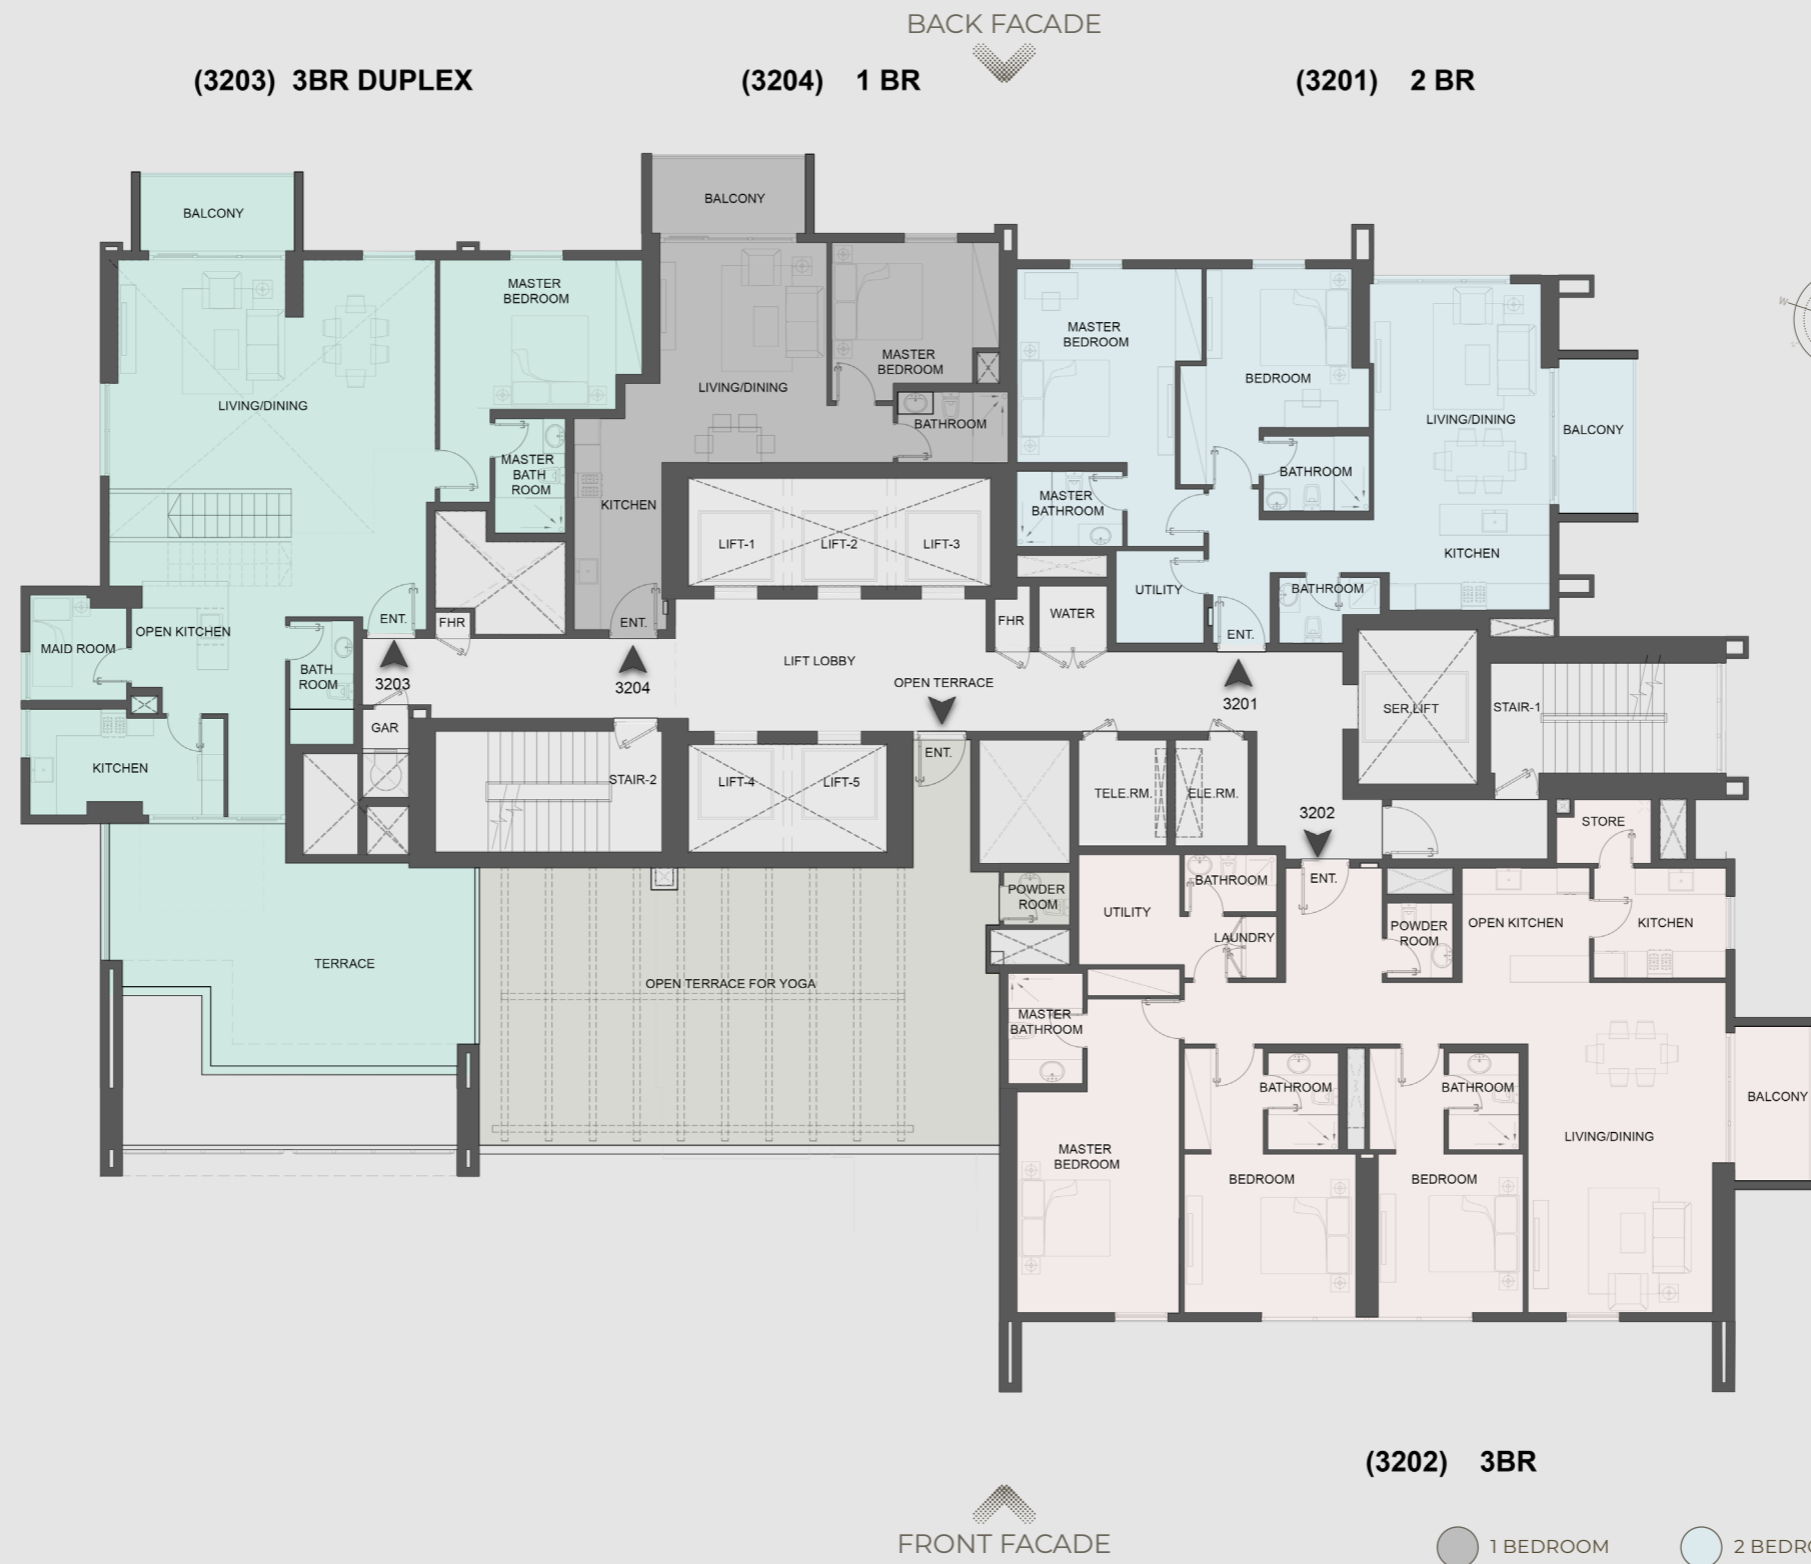 BACK FACADE
(3203) 3BR DUPLEX
(3204) 1 BR
(3201) 2 BR
BALCONY
MASTER
BEDROOM
LIVING/DINING
MASTER
BATH
ROOM
MAID ROOM
OPEN KITCHEN
BATH
ROOM
KITCHEN
ENT.
3203
FHR
GAR
TERRACE
BALCONY
LIVING/DINING
MASTER
BEDROOM
BATHROOM
KITCHEN
ENT.
3204
LIFT-1
LIFT-2
LIFT-3
LIFT LOBBY
OPEN TERRACE
FHR
WATER
STAIR-2
LIFT-4
LIFT-5
ENT.
OPEN TERRACE FOR YOGA
POWDER
ROOM
MASTER
BEDROOM
BEDROOM
LIVING/DINING
BALCONY
MASTER
BATHROOM
BATHROOM
KITCHEN
UTILITY
BATHROOM
ENT.
3201
SER.LIFT
STAIR-1
TELE.RM.
ELE.RM.
3202
ENT.
STORE
UTILITY
BATHROOM
LAUNDRY
POWDER
ROOM
OPEN KITCHEN
KITCHEN
MASTER
BATHROOM
BATHROOM
BATHROOM
BALCONY
MASTER
BEDROOM
BEDROOM
BEDROOM
LIVING/DINING
(3202) 3BR
FRONT FACADE
1 BEDROOM
2 BEDRO
W